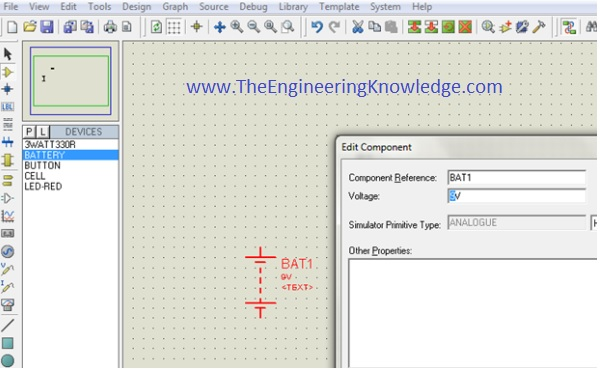 File View Edit Tools Design Graph Source Debug Library Template System Help
www.TheEngineeringKnowledge.com
LBL
P L DEVICES
3WATT330R
BATTERY
BUTTON
CELL
LED-RED
Edit Component
Component Reference: BAT1
Voltage: 9V
Simulator Primitive Type: ANALOGUE
Other Properties:
BAT1
9V
<TEXT>